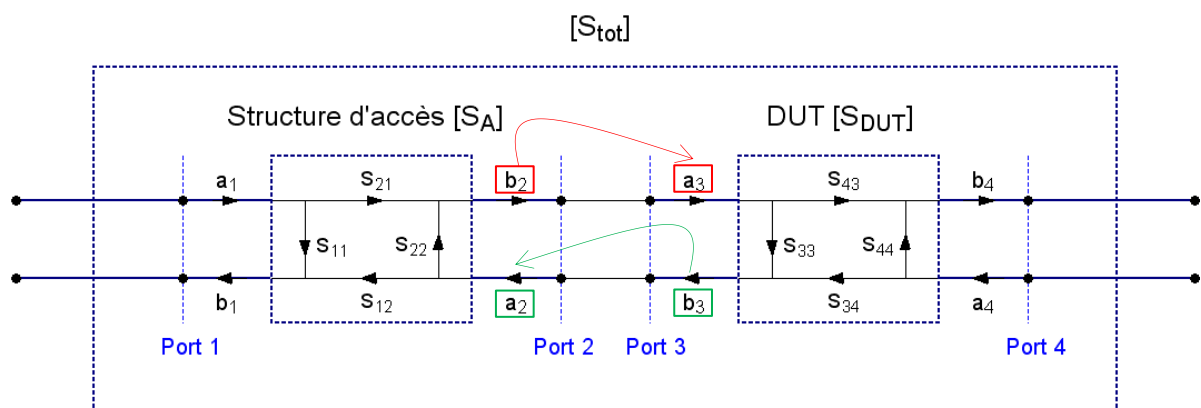 [Stot]
Structure d'accès [SA] DUT [SDUT]
a1 S21 b2 a3 S43 b4
S11 S22 S33 S44
b1 S12 a2 b3 S34 a4
Port 1 Port 2 Port 3 Port 4